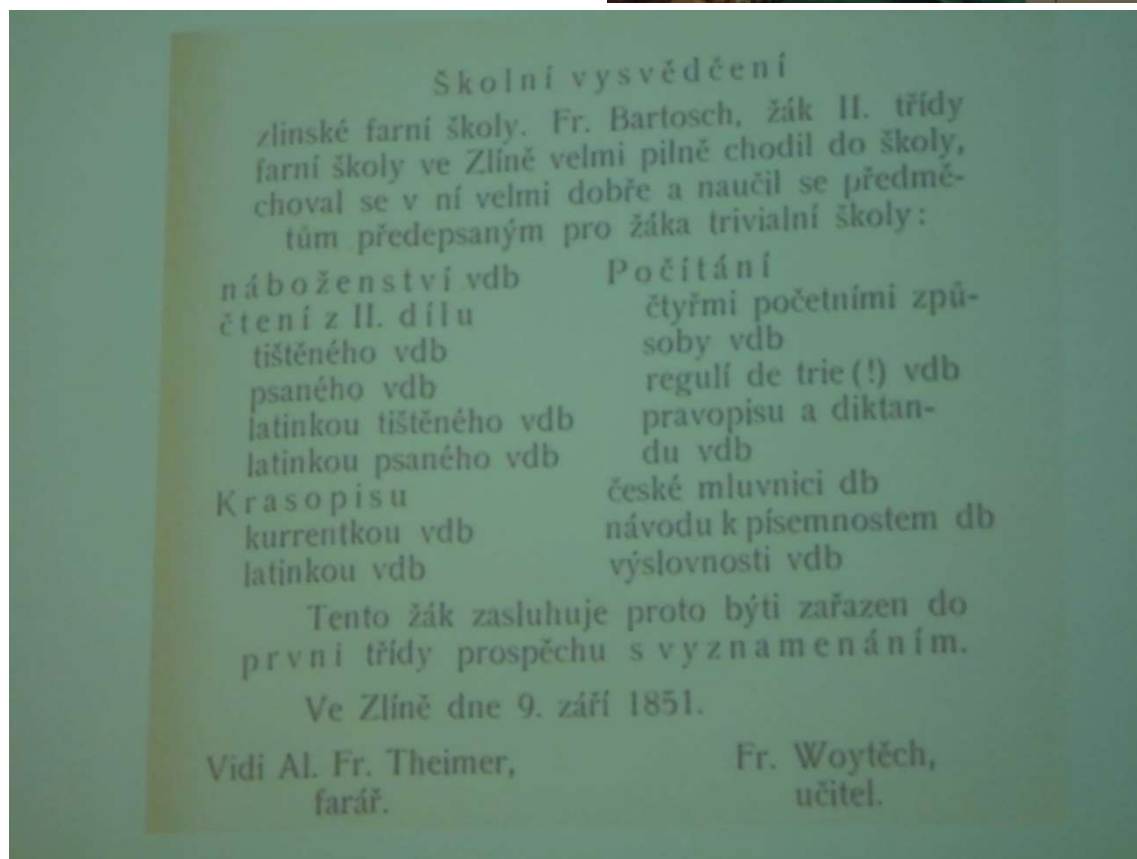 Školní vysvědčení
zlinské farní školy. Fr. Bartosch, žák II. třídy
farní školy ve Zlíně velmi pilně chodil do školy,
choval se v ní velmi dobře a naučil se předmě-
tům předepsaným pro žáka trivialní školy:
náboženství vdb
čtení z II. dílu
tištěného vdb
psaného vdb
latinkou tištěného vdb
latinkou psaného vdb
Krasopisu
kurrentkou vdb
latinkou vdb
Počítání
čtyřmi početními způ-
soby vdb
regulí de trie (!) vdb
pravopisu a diktan-
du vdb
české mluvnici db
návodu k písemnostem db
výslovnosti vdb
Tento žák zasluhuje proto býti zařazen do
první třídy prospěchu s vyznamenáním.
Ve Zlíně dne 9. září 1851.
Vidi Al. Fr. Theimer,
farář.
Fr. Woytěch,
učitel.